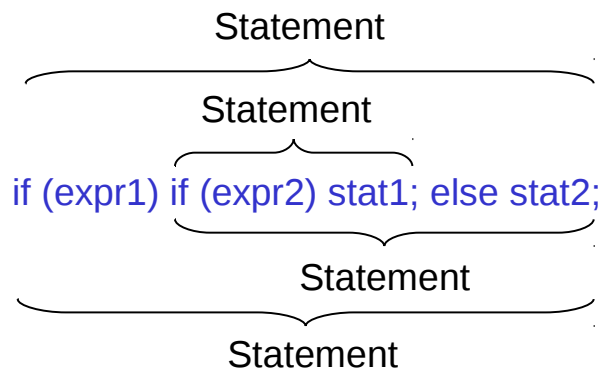 Statement
Statement
if (expr1) if (expr2) stat1; else stat2;
Statement
Statement